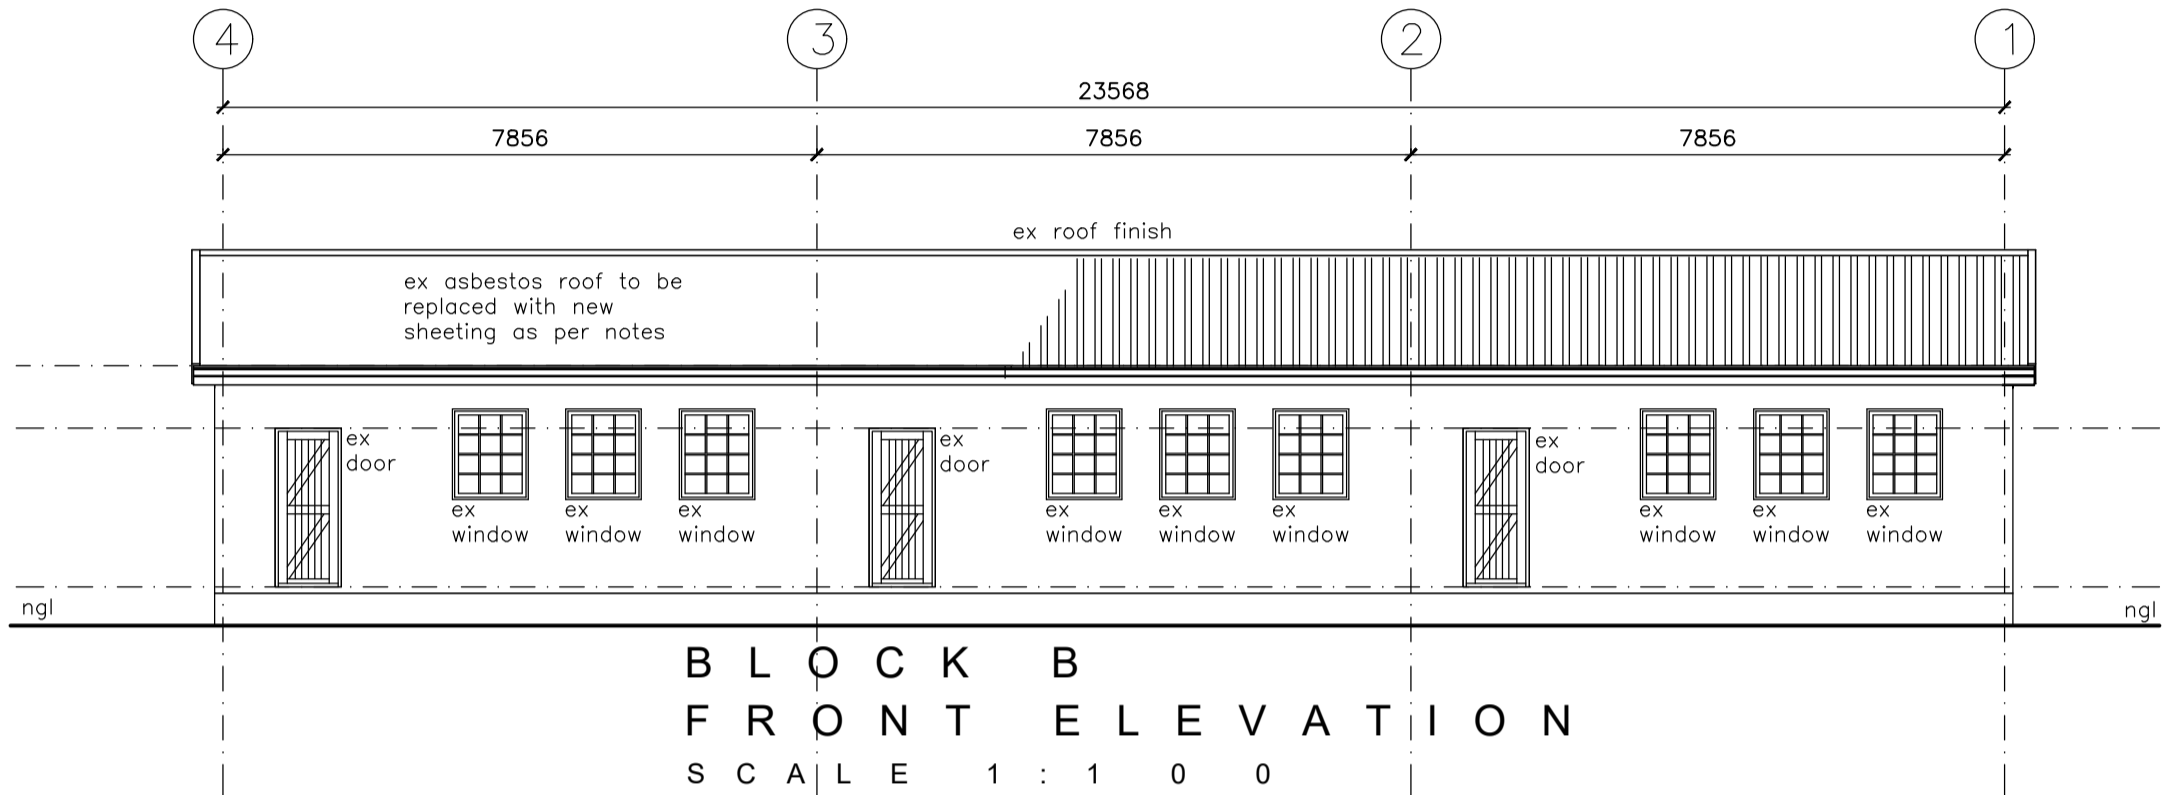 4 3 2 1
23568
7856 7856 7856
ex roof finish
ex asbestos roof to be
replaced with new
sheeting as per notes
ex
door
ex
window
ex
window
ex
window
ex
door
ex
window
ex
window
ex
window
ex
door
ex
window
ex
window
ex
window
ngl
ngl
BLOCK B
FRONT ELEVATION
SCALE 1:100